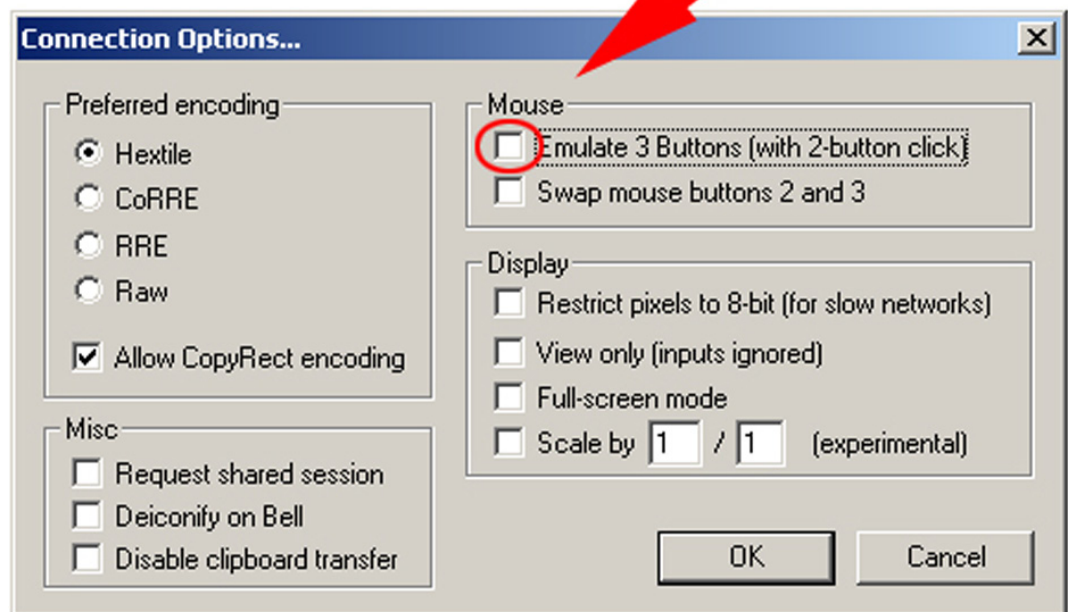 Connection Options...
Preferred encoding
Hextile
CoRRE
RRE
Raw
Allow CopyRect encoding
Misc
Request shared session
Deiconify on Bell
Disable clipboard transfer
Mouse
Emulate 3 Buttons (with 2-button click)
Swap mouse buttons 2 and 3
Display
Restrict pixels to 8-bit (for slow networks)
View only (inputs ignored)
Full-screen mode
Scale by 1 / 1 (experimental)
OK Cancel